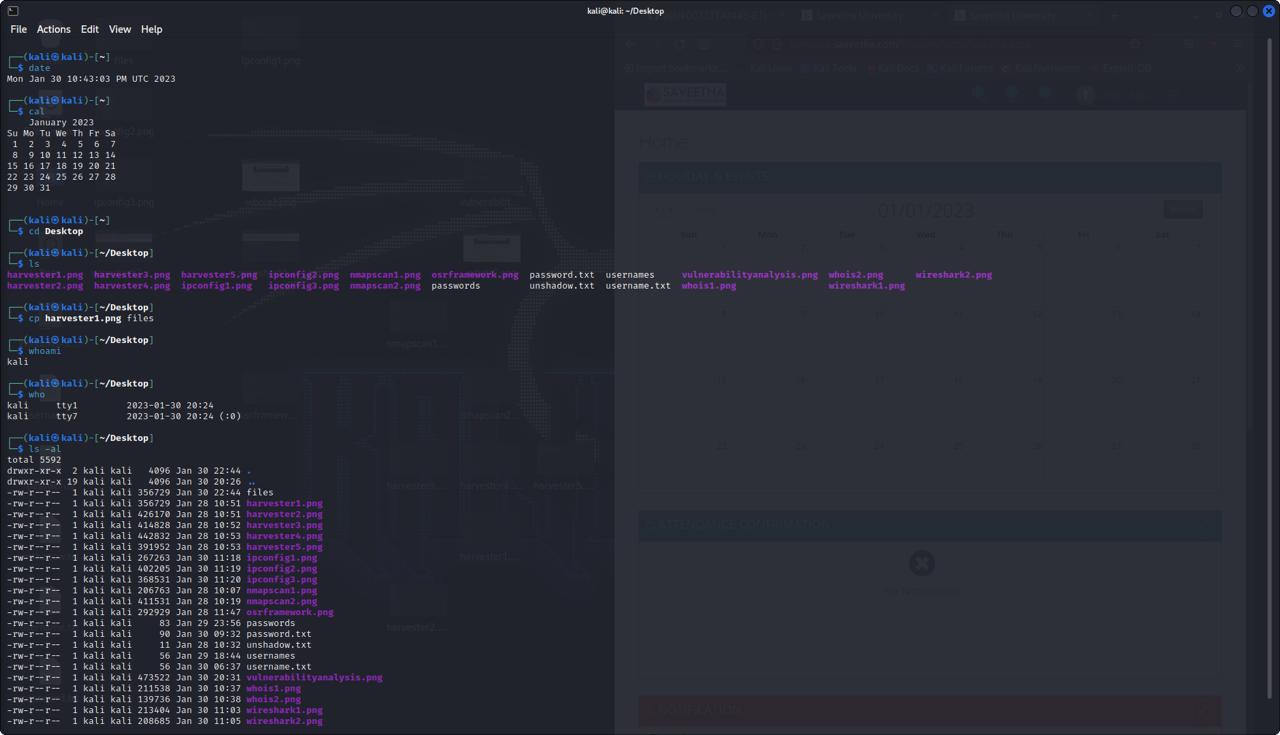 kali@kali: ~/Desktop
File Actions Edit View Help
┌──(kali㉿kali)-[~]
└─$ date
Mon Jan 30 10:43:03 PM UTC 2023
┌──(kali㉿kali)-[~]
└─$ cal
January 2023
Su Mo Tu We Th Fr Sa
1 2 3 4 5 6 7
8 9 10 11 12 13 14
15 16 17 18 19 20 21
22 23 24 25 26 27 28
29 30 31
┌──(kali㉿kali)-[~]
└─$ cd Desktop
┌──(kali㉿kali)-[~/Desktop]
└─$ ls
harvester1.png harvester3.png harvester5.png ipconfig2.png nmapscan1.png osrframework.png password.txt usernames vulnerabilityanalysis.png whois2.png wireshark2.png
harvester2.png harvester4.png ipconfig1.png ipconfig3.png nmapscan2.png passwords unshadow.txt username.txt whois1.png wireshark1.png
┌──(kali㉿kali)-[~/Desktop]
└─$ cp harvester1.png files
┌──(kali㉿kali)-[~/Desktop]
└─$ whoami
kali
┌──(kali㉿kali)-[~/Desktop]
└─$ who
kali tty1 2023-01-30 20:24
kali tty7 2023-01-30 20:24 (:0)
┌──(kali㉿kali)-[~/Desktop]
└─$ ls -al
total 5592
drwxr-xr-x 2 kali kali 4096 Jan 30 22:44 .
drwxr-xr-x 19 kali kali 4096 Jan 30 20:26 ..
-rw-r--r-- 1 kali kali 356729 Jan 30 22:44 files
-rw-r--r-- 1 kali kali 356729 Jan 28 10:51 harvester1.png
-rw-r--r-- 1 kali kali 426170 Jan 28 10:51 harvester2.png
-rw-r--r-- 1 kali kali 414828 Jan 28 10:52 harvester3.png
-rw-r--r-- 1 kali kali 442832 Jan 28 10:53 harvester4.png
-rw-r--r-- 1 kali kali 391952 Jan 28 10:53 harvester5.png
-rw-r--r-- 1 kali kali 267263 Jan 30 11:18 ipconfig1.png
-rw-r--r-- 1 kali kali 402205 Jan 30 11:19 ipconfig2.png
-rw-r--r-- 1 kali kali 368531 Jan 30 11:20 ipconfig3.png
-rw-r--r-- 1 kali kali 206763 Jan 28 10:07 nmapscan1.png
-rw-r--r-- 1 kali kali 411531 Jan 28 10:19 nmapscan2.png
-rw-r--r-- 1 kali kali 292929 Jan 28 11:47 osrframework.png
-rw-r--r-- 1 kali kali 83 Jan 29 23:56 passwords
-rw-r--r-- 1 kali kali 90 Jan 30 09:32 password.txt
-rw-r--r-- 1 kali kali 11 Jan 28 10:32 unshadow.txt
-rw-r--r-- 1 kali kali 56 Jan 29 18:44 usernames
-rw-r--r-- 1 kali kali 56 Jan 30 06:37 username.txt
-rw-r--r-- 1 kali kali 473522 Jan 30 20:31 vulnerabilityanalysis.png
-rw-r--r-- 1 kali kali 211538 Jan 30 10:37 whois1.png
-rw-r--r-- 1 kali kali 139736 Jan 30 10:38 whois2.png
-rw-r--r-- 1 kali kali 213404 Jan 30 11:03 wireshark1.png
-rw-r--r-- 1 kali kali 208685 Jan 30 11:05 wireshark2.png
SAVEETHA
Home
01/01/2023
ATTENDANCE CONFIRMATION